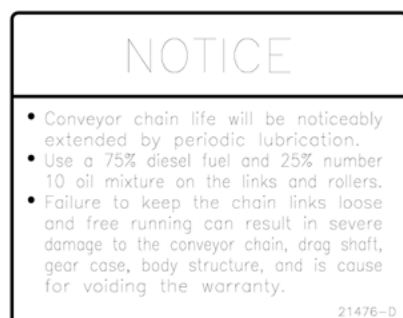 NOTICE
• Conveyor chain life will be noticeably
extended by periodic lubrication.
• Use a 75% diesel fuel and 25% number
10 oil mixture on the links and rollers.
• Failure to keep the chain links loose
and free running can result in severe
damage to the conveyor chain, drag shaft,
gear case, body structure, and is cause
for voiding the warranty.
21476-D